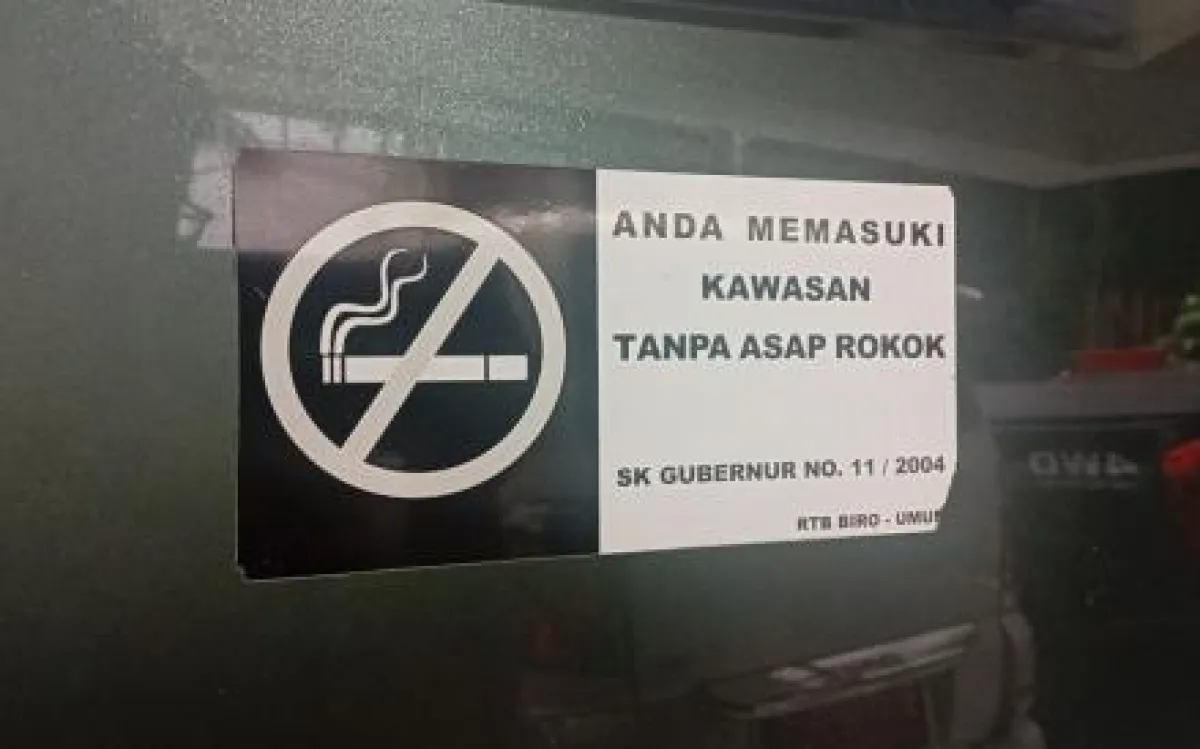 ANDA MEMASUKI
KAWASAN
TANPA ASAP ROKOK
SK GUBERNUR NO. 11 / 2004
RTB BIRO - UMUM